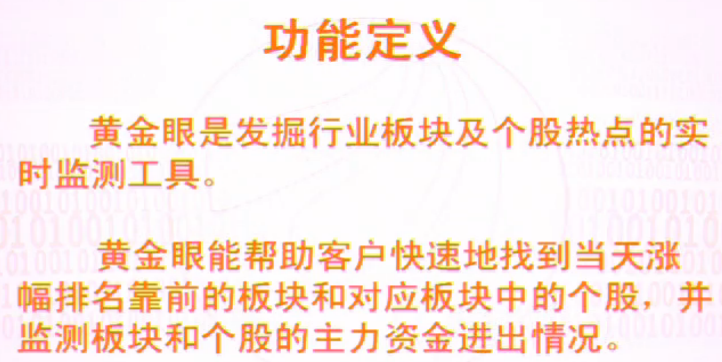 功能定义
黄金眼是发掘行业板块及个股热点的实
时监测工具。
黄金眼能帮助客户快速地找到当天涨
幅排名靠前的板块和对应板块中的个股，并
监测板块和个股的主力资金进出情况。